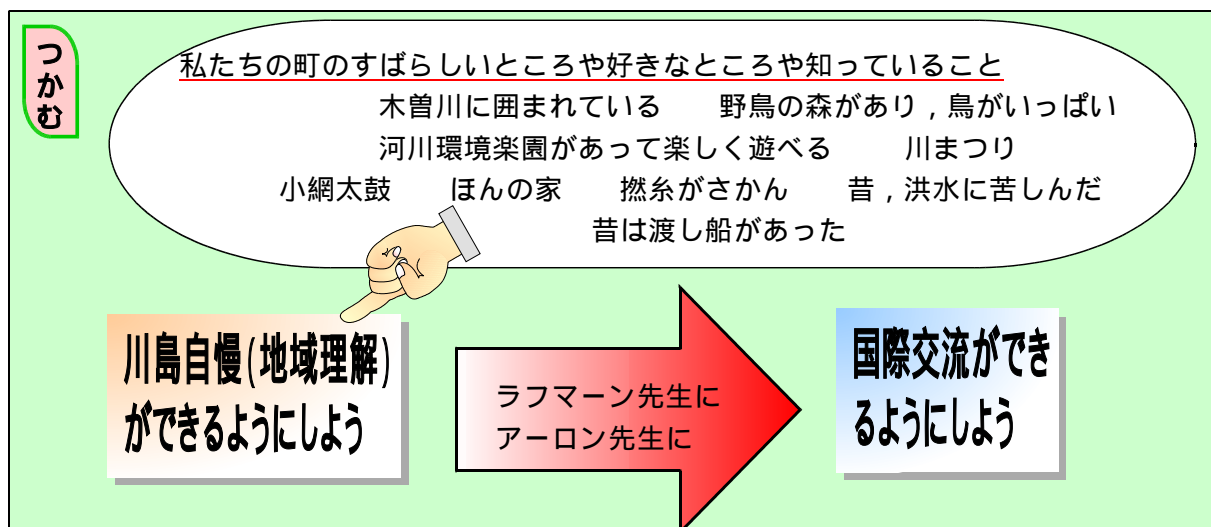 つかむ
私たちの町のすばらしいところや好きなところや知っていること
木曽川に囲まれている　　野鳥の森があり，鳥がいっぱい
河川環境楽園があって楽しく遊べる　　川まつり
小網太鼓　　ほんの家　　撚糸がさかん　　昔，洪水に苦しんだ
昔は渡し船があった
川島自慢(地域理解)
ができるようにしよう
ラフマーン先生に
アーロン先生に
国際交流ができ
るようにしよう